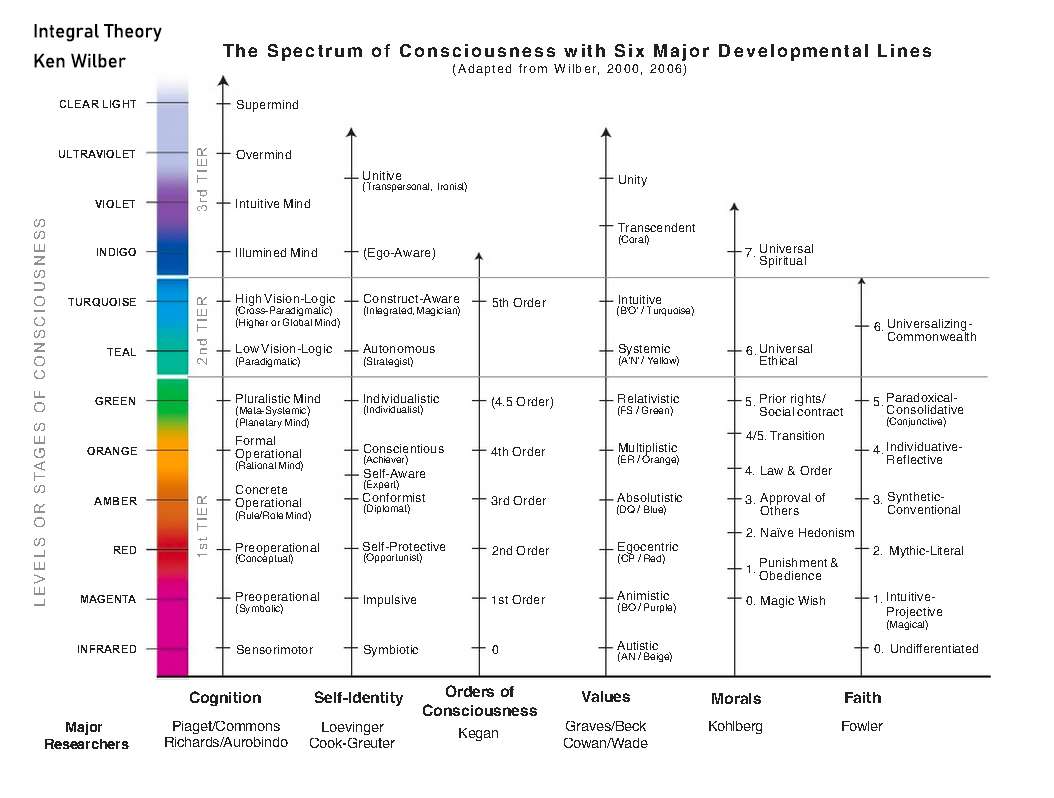 Integral Theory
Ken Wilber
The Spectrum of Consciousness with Six Major Developmental Lines
(Adapted from Wilber, 2000, 2006)
LEVELS OR STAGES OF CONSCIOUSNESS
CLEAR LIGHT
ULTRAVIOLET
VIOLET
INDIGO
TURQUOISE
TEAL
GREEN
ORANGE
AMBER
RED
MAGENTA
INFRARED
3rd TIER
2nd TIER
1st TIER
Supermind
Overmind
Intuitive Mind
Illumined Mind
High Vision-Logic
(Cross-Paradigmatic)
(Higher or Global Mind)
Low Vision-Logic
(Paradigmatic)
Pluralistic Mind
(Meta-Systemic)
(Planetary Mind)
Formal
Operational
(Rational Mind)
Concrete
Operational
(Rule/Role Mind)
Preoperational
(Conceptual)
Preoperational
(Symbolic)
Sensorimotor
Cognition
Piaget/Commons
Richards/Aurobindo
Unitive
(Transpersonal, Ironist)
(Ego-Aware)
Construct-Aware
(Integrated, Magician)
Autonomous
(Strategist)
Individualistic
(Individualist)
Conscientious
(Achiever)
Self-Aware
(Expert)
Conformist
(Diplomat)
Self-Protective
(Opportunist)
Impulsive
Symbiotic
Self-Identity
Loevinger
Cook-Greuter
5th Order
(4.5 Order)
4th Order
3rd Order
2nd Order
1st Order
0
Orders of
Consciousness
Kegan
Unity
Transcendent
(Coral)
Intuitive
(B'O' / Turquoise)
Systemic
(A'N' / Yellow)
Relativistic
(FS / Green)
Multiplistic
(ER / Orange)
Absolutistic
(DQ / Blue)
Egocentric
(CP / Red)
Animistic
(BO / Purple)
Autistic
(AN / Beige)
Values
Graves/Beck
Cowan/Wade
7. Universal
Spiritual
6. Universal
Ethical
5. Prior rights/
Social contract
4/5. Transition
4. Law & Order
3. Approval of
Others
2. Naïve Hedonism
1. Punishment &
Obedience
0. Magic Wish
Morals
Kohlberg
6. Universalizing-
Commonwealth
5. Paradoxical-
Consolidative
(Conjunctive)
4. Individuative-
Reflective
3. Synthetic-
Conventional
2. Mythic-Literal
1. Intuitive-
Projective
(Magical)
0. Undifferentiated
Faith
Fowler
Major
Researchers